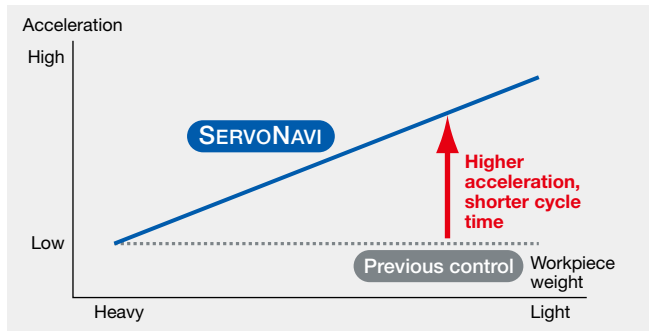 Acceleration
High
SERVONAVI
Higher
acceleration,
shorter cycle
time
Low
Previous control
Workpiece
weight
Heavy
Light